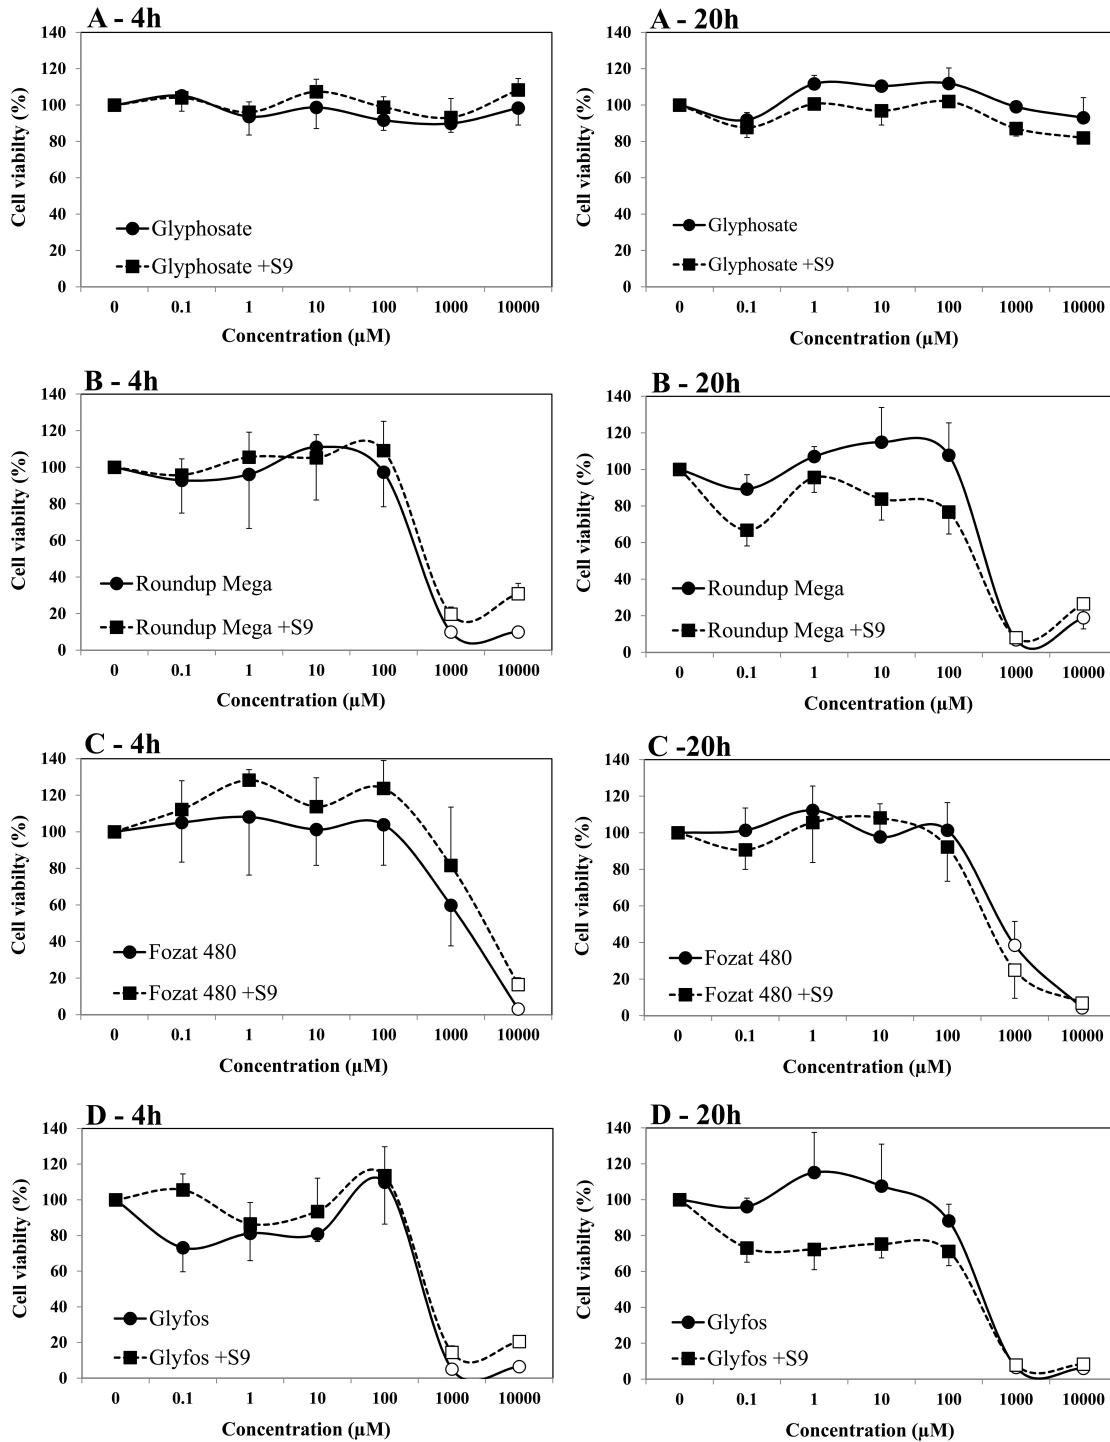 A - 4h
140
120
100
80
60
40
20
0
Cell viabilty (%)
Glyphosate
Glyphosate +S9
0 0.1 1 10 100 1000 10000
Concentration (µM)
A - 20h
140
120
100
80
60
40
20
0
Cell viabilty (%)
Glyphosate
Glyphosate +S9
0 0.1 1 10 100 1000 10000
Concentration (µM)
B - 4h
140
120
100
80
60
40
20
0
Cell viabilty (%)
Roundup Mega
Roundup Mega +S9
0 0.1 1 10 100 1000 10000
Concentration (µM)
B - 20h
140
120
100
80
60
40
20
0
Cell viabilty (%)
Roundup Mega
Roundup Mega +S9
0 0.1 1 10 100 1000 10000
Concentration (µM)
C - 4h
140
120
100
80
60
40
20
0
Cell viabilty (%)
Fozat 480
Fozat 480 +S9
0 0.1 1 10 100 1000 10000
Concentration (µM)
C -20h
140
120
100
80
60
40
20
0
Cell viabilty (%)
Fozat 480
Fozat 480 +S9
0 0.1 1 10 100 1000 10000
Concentration (µM)
D - 4h
140
120
100
80
60
40
20
0
Cell viabilty (%)
Glyfos
Glyfos +S9
0 0.1 1 10 100 1000 10000
Concentration (µM)
D - 20h
140
120
100
80
60
40
20
0
Cell viabilty (%)
Glyfos
Glyfos +S9
0 0.1 1 10 100 1000 10000
Concentration (µM)